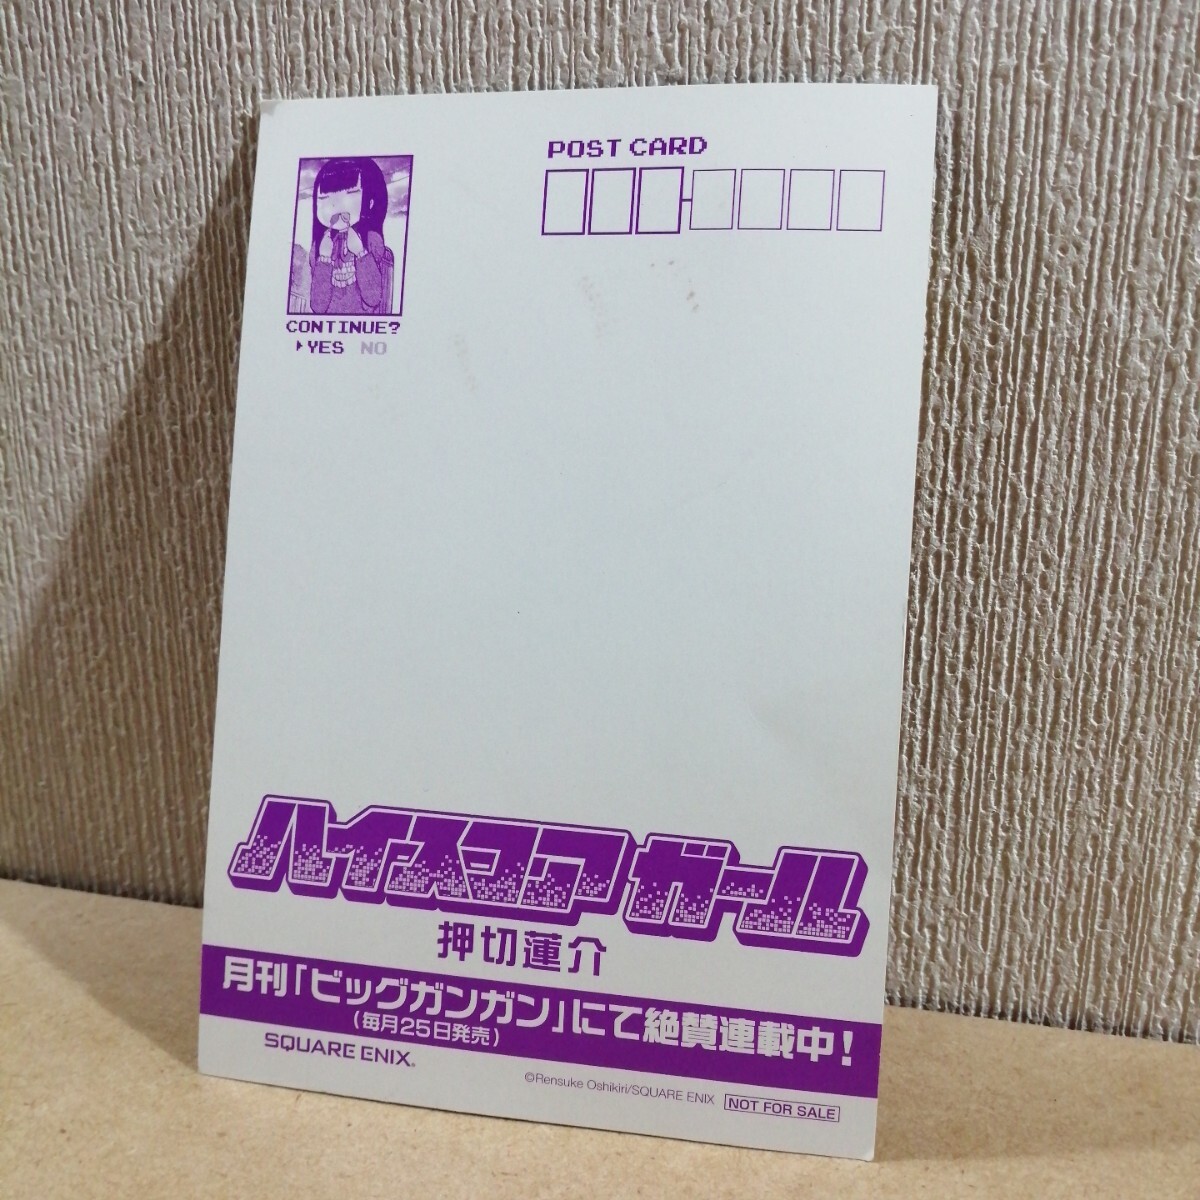 POST CARD
CONTINUE?
▶YES NO
ハイスコアガール
押切蓮介
月刊「ビッグガンガン」にて絶賛連載中!
(毎月25日発売)
SQUARE ENIX.
©Rensuke Oshikiri/SQUARE ENIX NOT FOR SALE